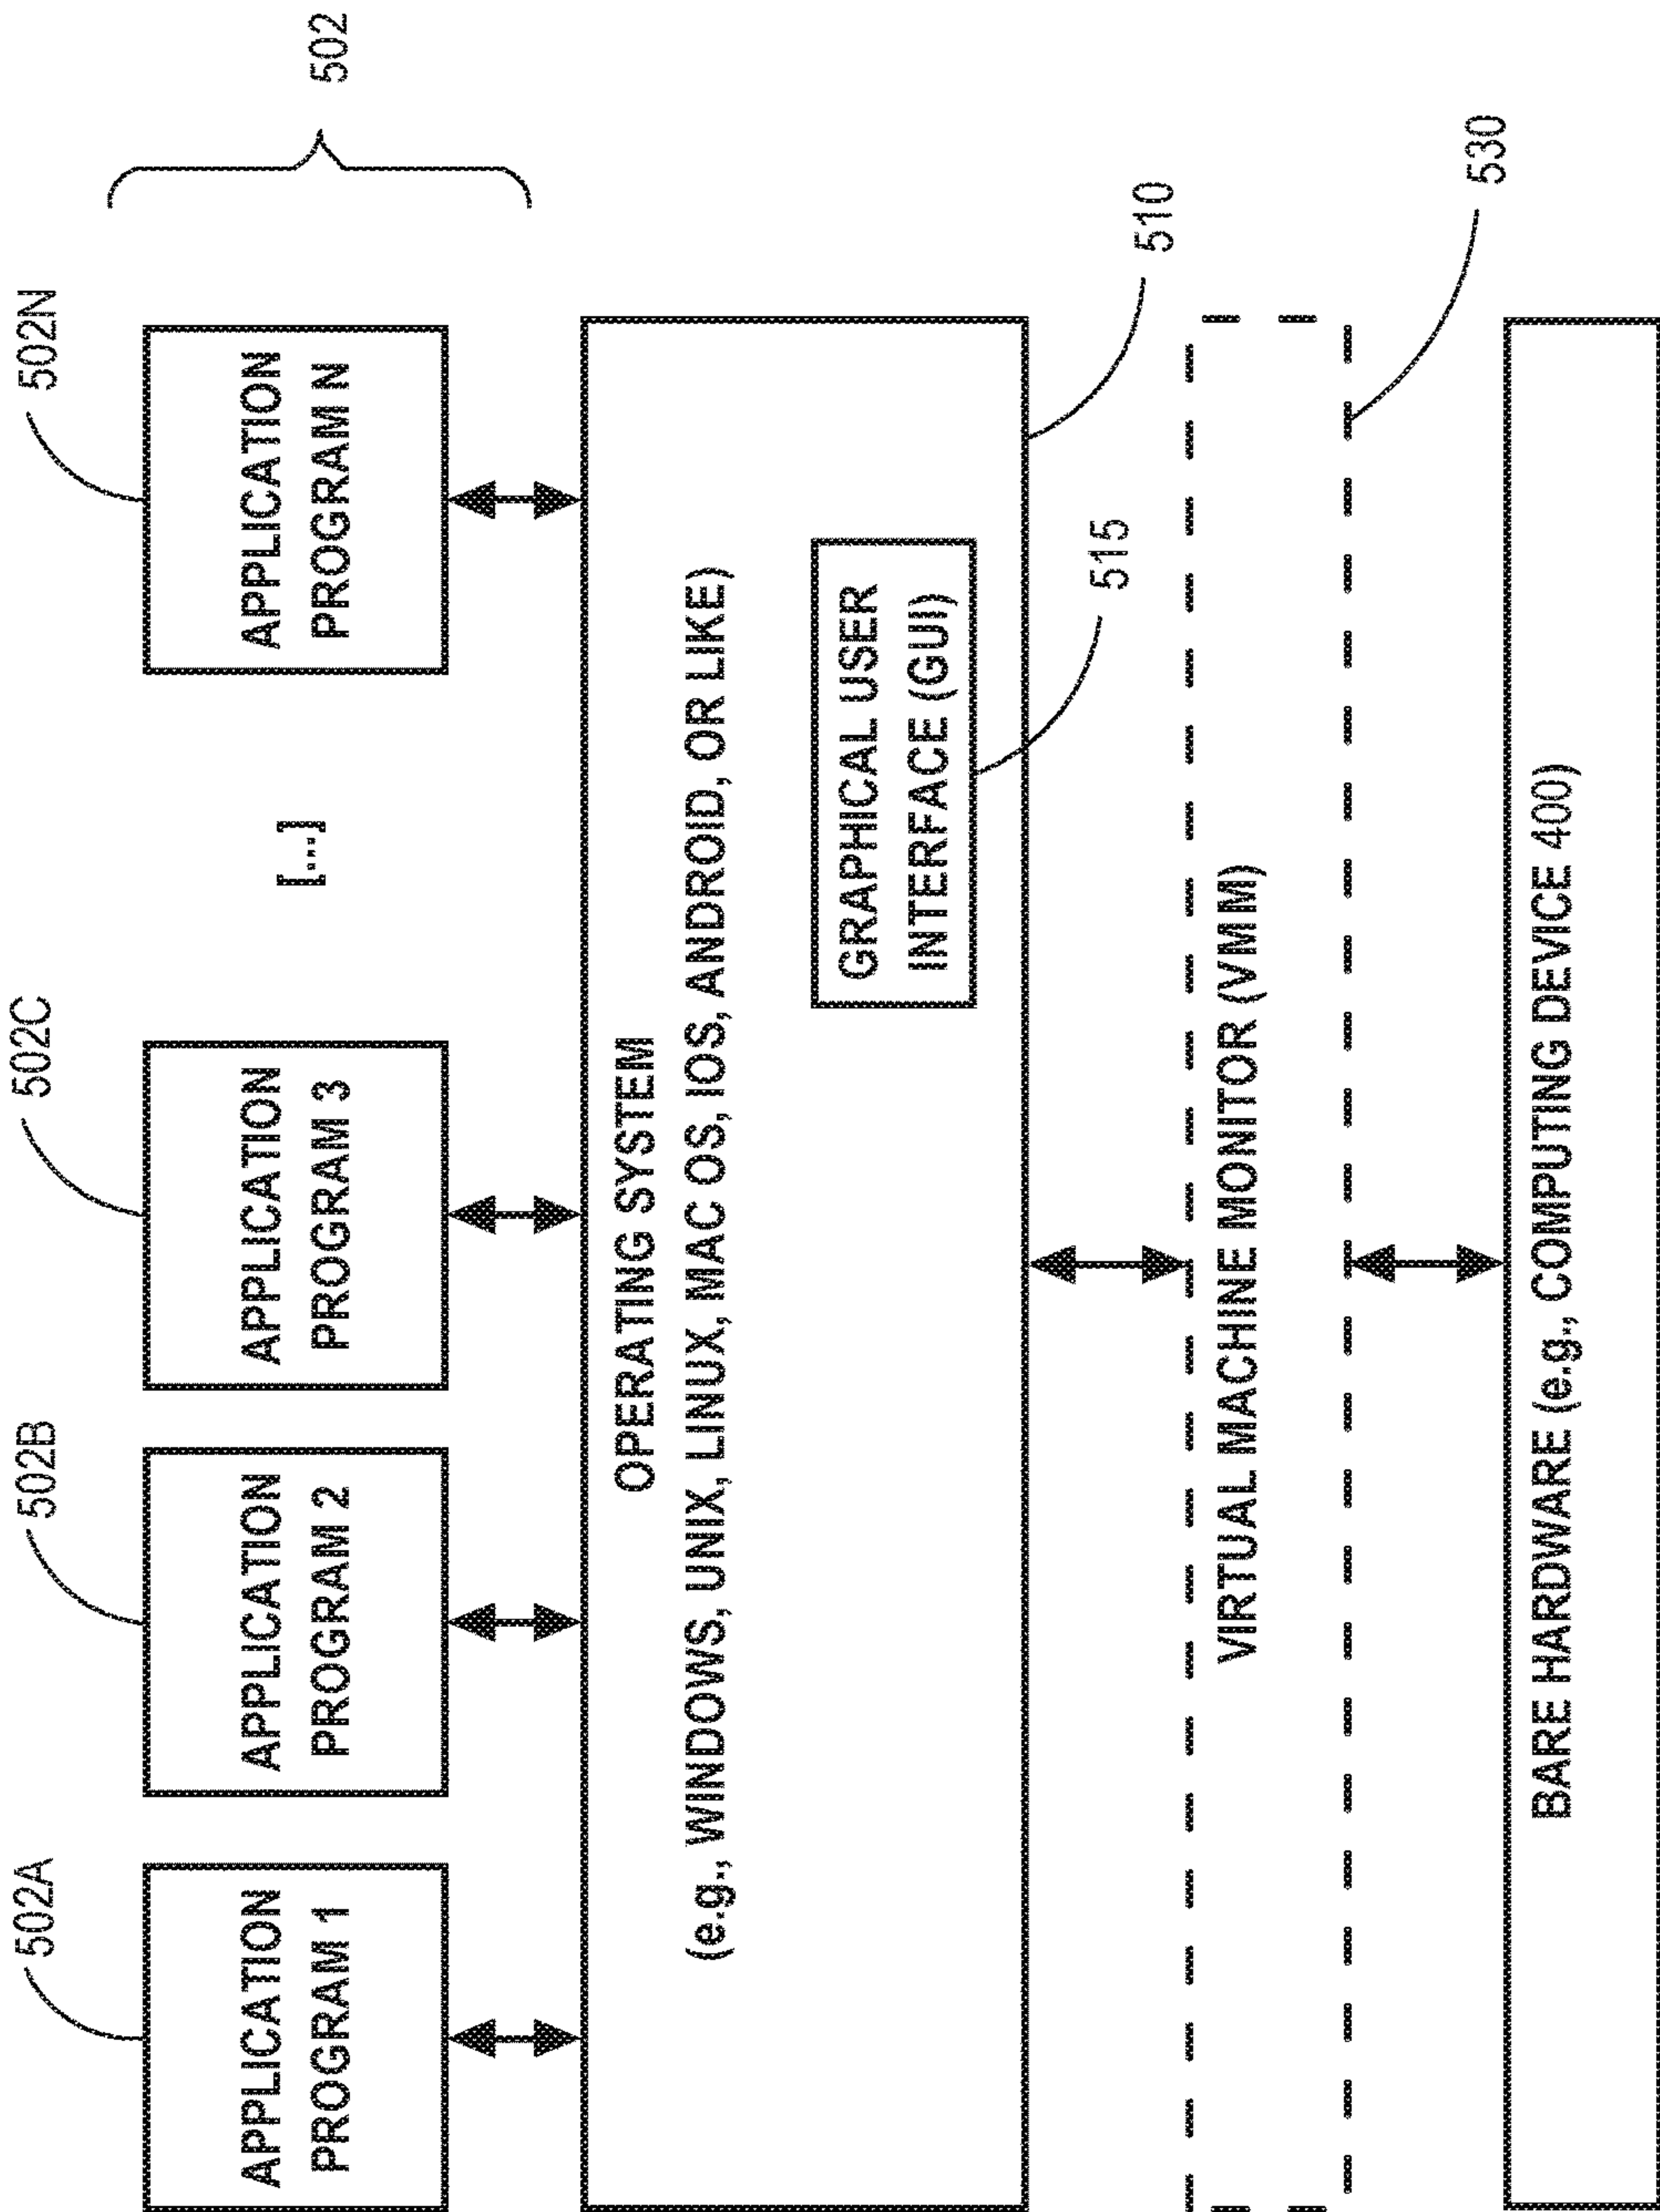 502A
502B
502C
502N
APPLICATION
PROGRAM 1
APPLICATION
PROGRAM 2
APPLICATION
PROGRAM 3
[...]
APPLICATION
PROGRAM N
502
OPERATING SYSTEM
(e.g., WINDOWS, UNIX, LINUX, MAC OS, IOS, ANDROID, OR LIKE)
GRAPHICAL USER
INTERFACE (GUI)
515
510
VIRTUAL MACHINE MONITOR (VMM)
530
BARE HARDWARE (e.g., COMPUTING DEVICE 400)